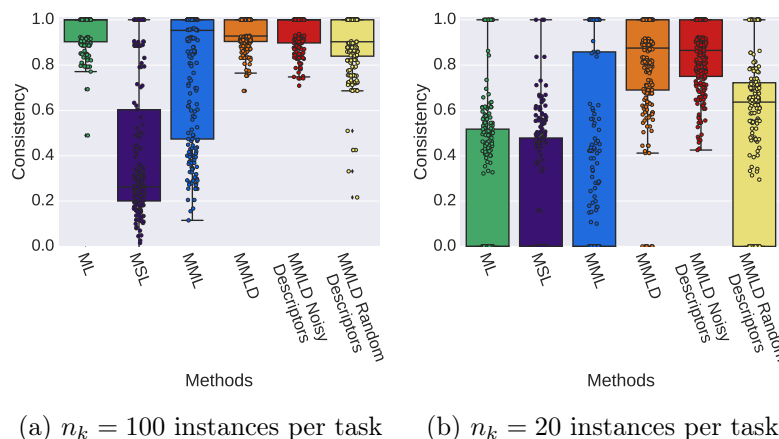 1.0
0.8
0.6
0.4
0.2
0.0
Consistency
ML
MSL
MML
MMLD
MMLD Noisy
Descriptors
MMLD Random
Descriptors
Methods
(a) n_k = 100 instances per task
1.0
0.8
0.6
0.4
0.2
0.0
Consistency
ML
MSL
MML
MMLD
MMLD Noisy
Descriptors
MMLD Random
Descriptors
Methods
(b) n_k = 20 instances per task